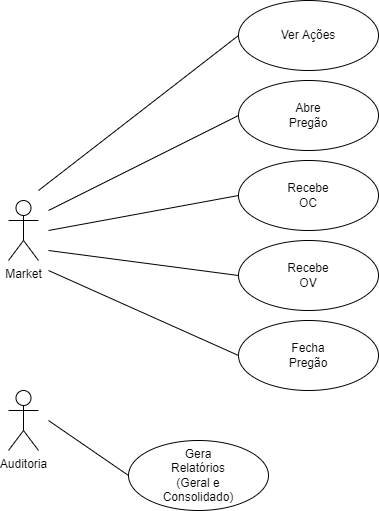 Ver Ações
Abre
Pregão
Recebe
OC
Market
Recebe
OV
Fecha
Pregão
Auditoria
Gera
Relatórios
(Geral e
Consolidado)